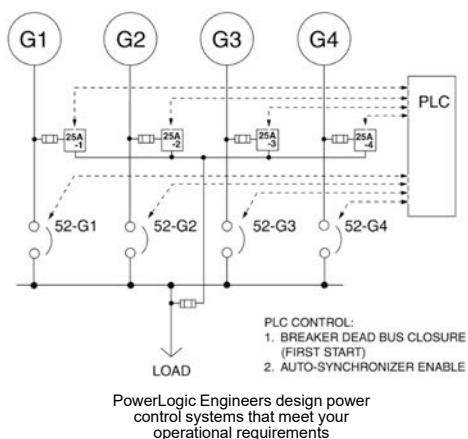 G1 G2 G3 G4
PLC
25A -1
25A -2
25A -3
25A -4
52-G1 52-G2 52-G3 52-G4
LOAD
PLC CONTROL:
1. BREAKER DEAD BUS CLOSURE
(FIRST START)
2. AUTO-SYNCHRONIZER ENABLE
PowerLogic Engineers design power
control systems that meet your
operational requirements